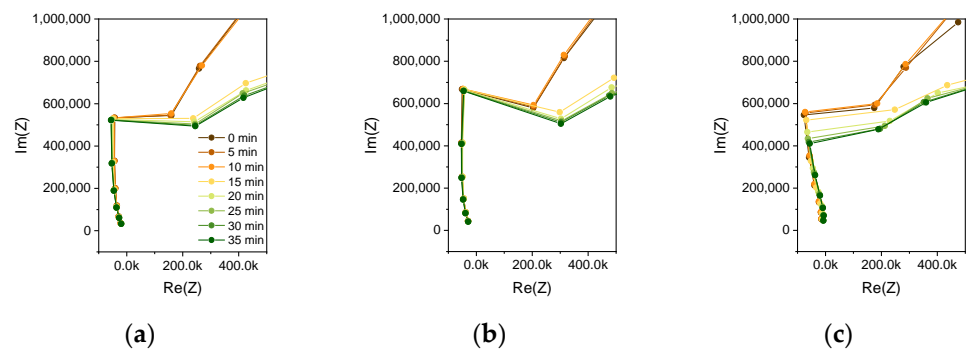 1,000,000
800,000
600,000
400,000
200,000
0
Im(Z)
0.0k 200.0k 400.0k
Re(Z)
0 min
5 min
10 min
15 min
20 min
25 min
30 min
35 min
(a)
1,000,000
800,000
600,000
400,000
200,000
0
Im(Z)
0.0k 200.0k 400.0k
Re(Z)
(b)
1,000,000
800,000
600,000
400,000
200,000
0
Im(Z)
0.0k 200.0k 400.0k
Re(Z)
(c)